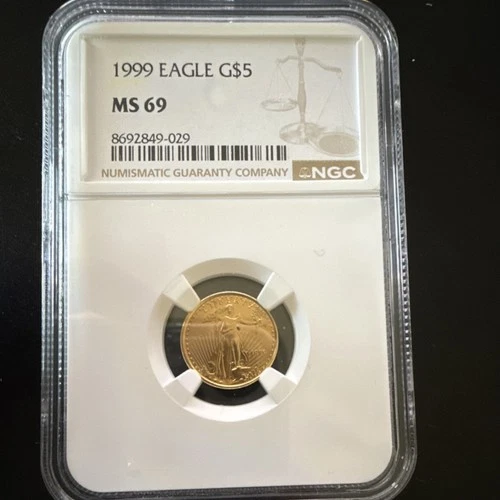 1999 EAGLE G$5
MS 69
8692849-029
NUMISMATIC GUARANTY COMPANY NGC